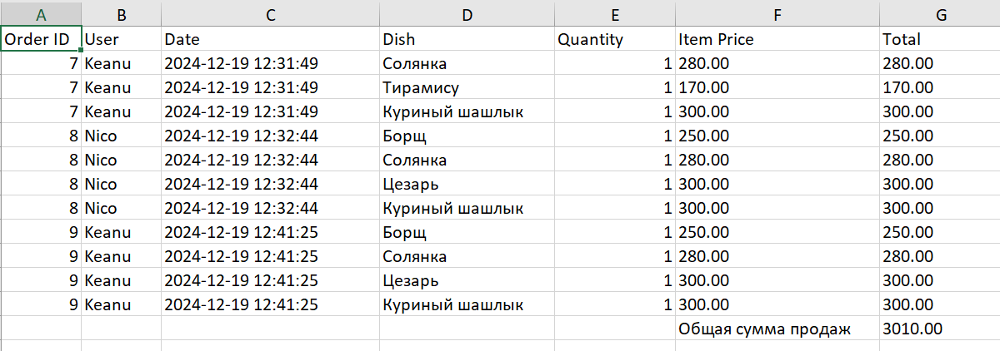 A B C D E F G
Order ID User Date Dish Quantity Item Price Total
7 Keanu 2024-12-19 12:31:49 Солянка 1 280.00 280.00
7 Keanu 2024-12-19 12:31:49 Тирамису 1 170.00 170.00
7 Keanu 2024-12-19 12:31:49 Куриный шашлык 1 300.00 300.00
8 Nico 2024-12-19 12:32:44 Борщ 1 250.00 250.00
8 Nico 2024-12-19 12:32:44 Солянка 1 280.00 280.00
8 Nico 2024-12-19 12:32:44 Цезарь 1 300.00 300.00
8 Nico 2024-12-19 12:32:44 Куриный шашлык 1 300.00 300.00
9 Keanu 2024-12-19 12:41:25 Борщ 1 250.00 250.00
9 Keanu 2024-12-19 12:41:25 Солянка 1 280.00 280.00
9 Keanu 2024-12-19 12:41:25 Цезарь 1 300.00 300.00
9 Keanu 2024-12-19 12:41:25 Куриный шашлык 1 300.00 300.00
Общая сумма продаж 3010.00